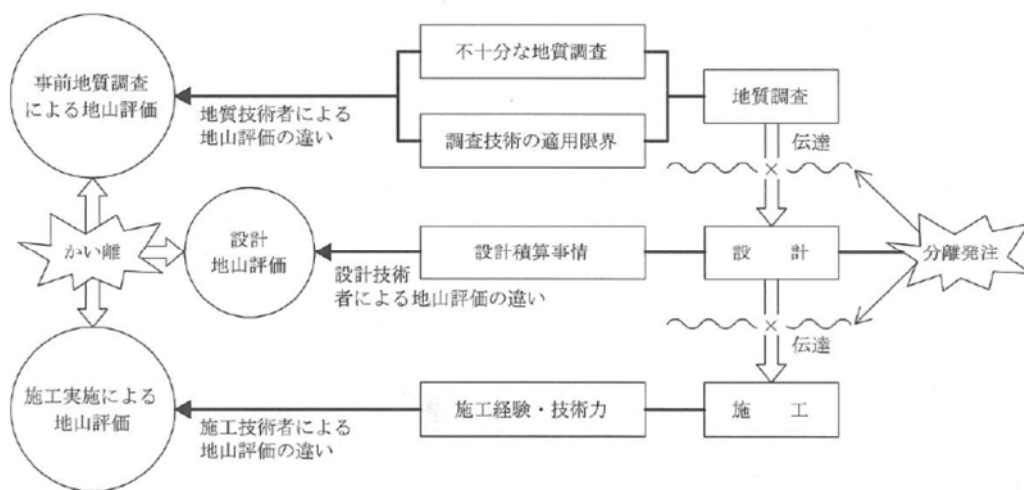 不十分な地質調査
事前地質調査
による地山評価
地質調査
地質技術者による
地山評価の違い
調査技術の適用限界
伝達
×
かい離
設計
地山評価
設計積算事情
設　計
分離発注
設計技術
者による地山評価の違い
×
伝達
施工実施による
地山評価
施工経験・技術力
施　工
施工技術者による
地山評価の違い